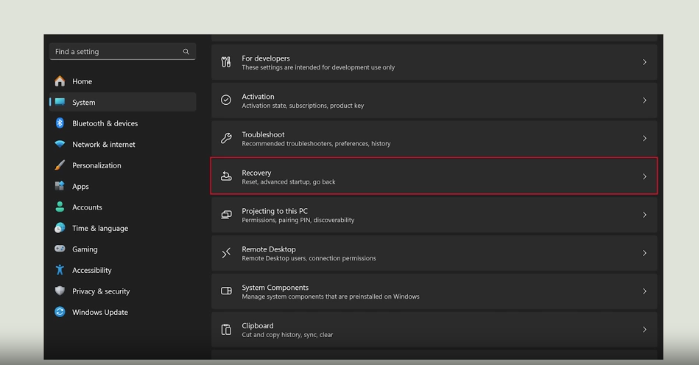 Find a setting
Home
System
Bluetooth & devices
Network & internet
Personalization
Apps
Accounts
Time & language
Gaming
Accessibility
Privacy & security
Windows Update
For developers
These settings are intended for development use only
Activation
Activation state, subscriptions, product key
Troubleshoot
Recommended troubleshooters, preferences, history
Recovery
Reset, advanced startup, go back
Projecting to this PC
Permissions, pairing PIN, discoverability
Remote Desktop
Remote Desktop users, connection permissions
System Components
Manage system components that are preinstalled on Windows
Clipboard
Cut and copy history, sync, clear